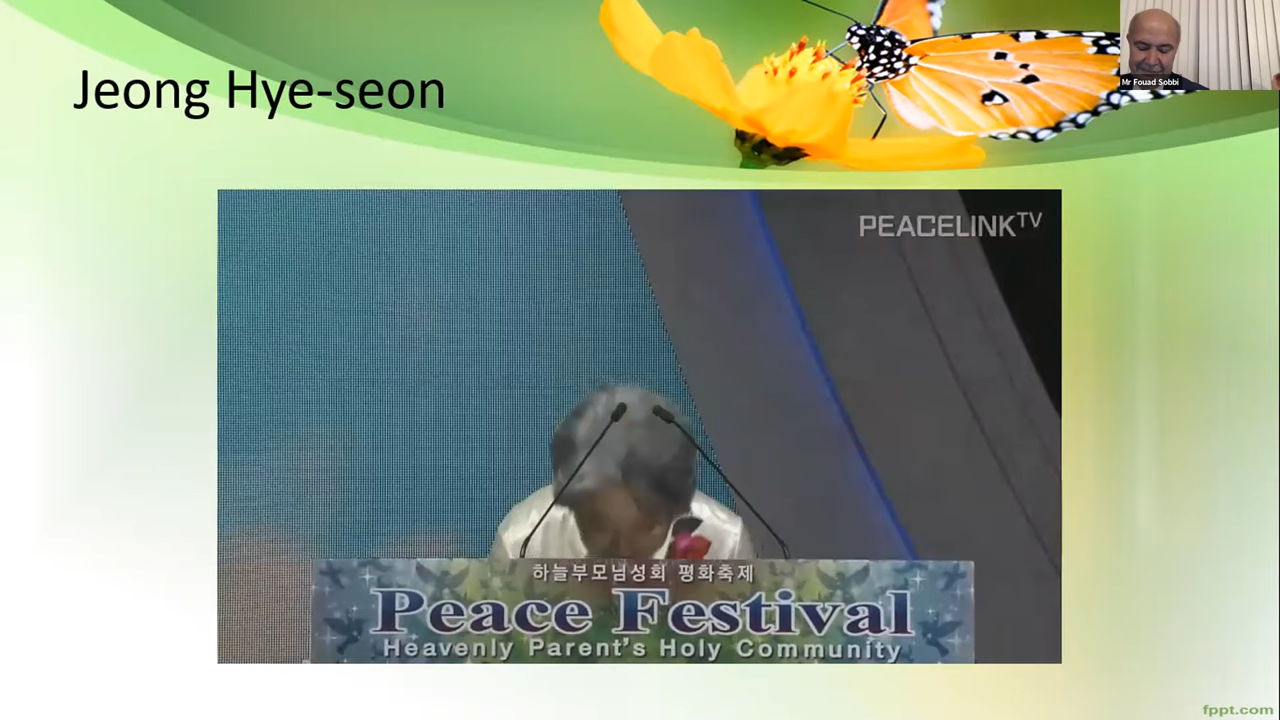 Jeong Hye-seon
Mr Fouad Sobbi
PEACELINK TV
하늘부모님성회 평화축제
Peace Festival
Heavenly Parent's Holy Community
fppt.com